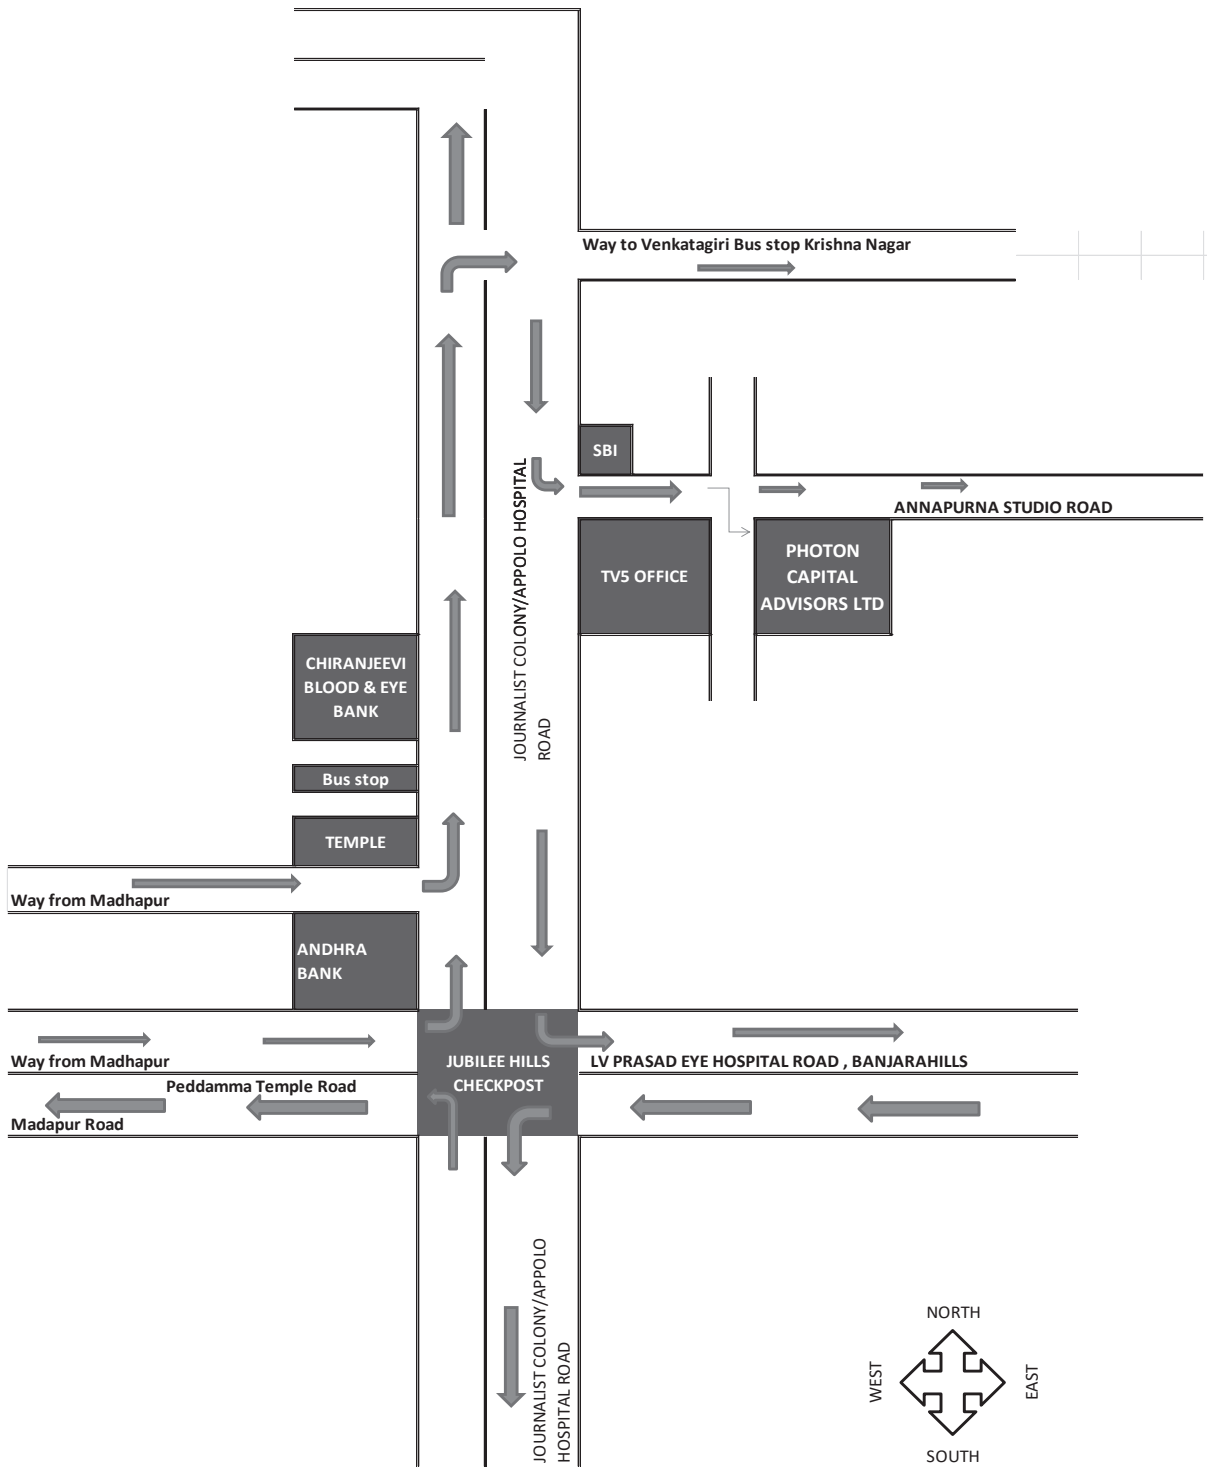 Way to Venkatagiri Bus stop Krishna Nagar
SBI
ANNAPURNA STUDIO ROAD
JOURNALIST COLONY/APPOLO HOSPITAL
ROAD
TV5 OFFICE
PHOTON
CAPITAL
ADVISORS LTD
CHIRANJEEVI
BLOOD & EYE
BANK
Bus stop
TEMPLE
Way from Madhapur
ANDHRA
BANK
Way from Madhapur
JUBILEE HILLS
CHECKPOST
LV PRASAD EYE HOSPITAL ROAD , BANJARAHILLS
Peddamma Temple Road
Madapur Road
JOURNALIST COLONY/APPOLO
HOSPITAL ROAD
NORTH
WEST
EAST
SOUTH